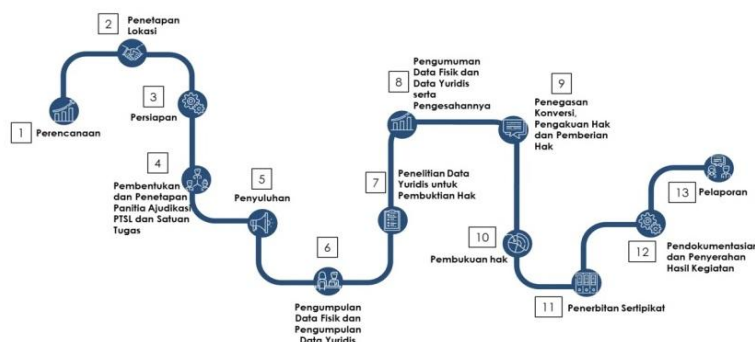 1
Perencanaan
2
Penetapan
Lokasi
3
Persiapan
4
Pembentukan
dan Penetapan
Panitia Ajudikasi
PTSL dan Satuan
Tugas
5
Penyuluhan
6
Pengumpulan
Data Fisik dan
Pengumpulan
Data Yuridis
7
Penelitian Data
Yuridis untuk
Pembuktian Hak
8
Pengumuman
Data Fisik dan
Data Yuridis
serta
Pengesahannya
9
Penegasan
Konversi,
Pengakuan Hak
dan Pemberian
Hak
10
Pembukuan hak
11
Penerbitan Sertipikat
12
Pendokumentasian
dan Penyerahan
Hasil Kegiatan
13
Pelaporan